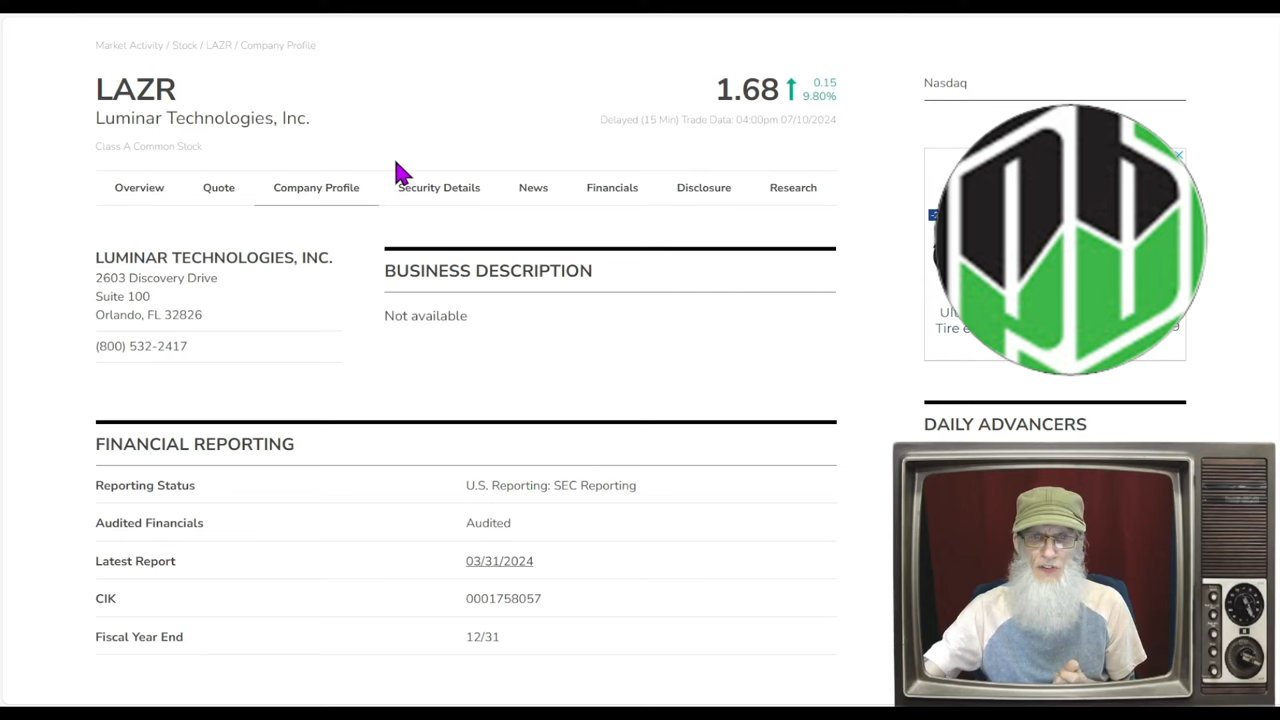 Market Activity / Stock / LAZR / Company Profile
LAZR
1.68 0.15
9.80%
Luminar Technologies, Inc.
Delayed (15 Min) Trade Data: 04:00pm 07/10/2024
Class A Common Stock
Overview Quote Company Profile Security Details News Financials Disclosure Research
LUMINAR TECHNOLOGIES, INC.
2603 Discovery Drive
Suite 100
Orlando, FL 32826
(800) 532-2417
BUSINESS DESCRIPTION
Not available
FINANCIAL REPORTING
Reporting Status U.S. Reporting: SEC Reporting
Audited Financials Audited
Latest Report 03/31/2024
CIK 0001758057
Fiscal Year End 12/31
Nasdaq
Tire
DAILY ADVANCERS